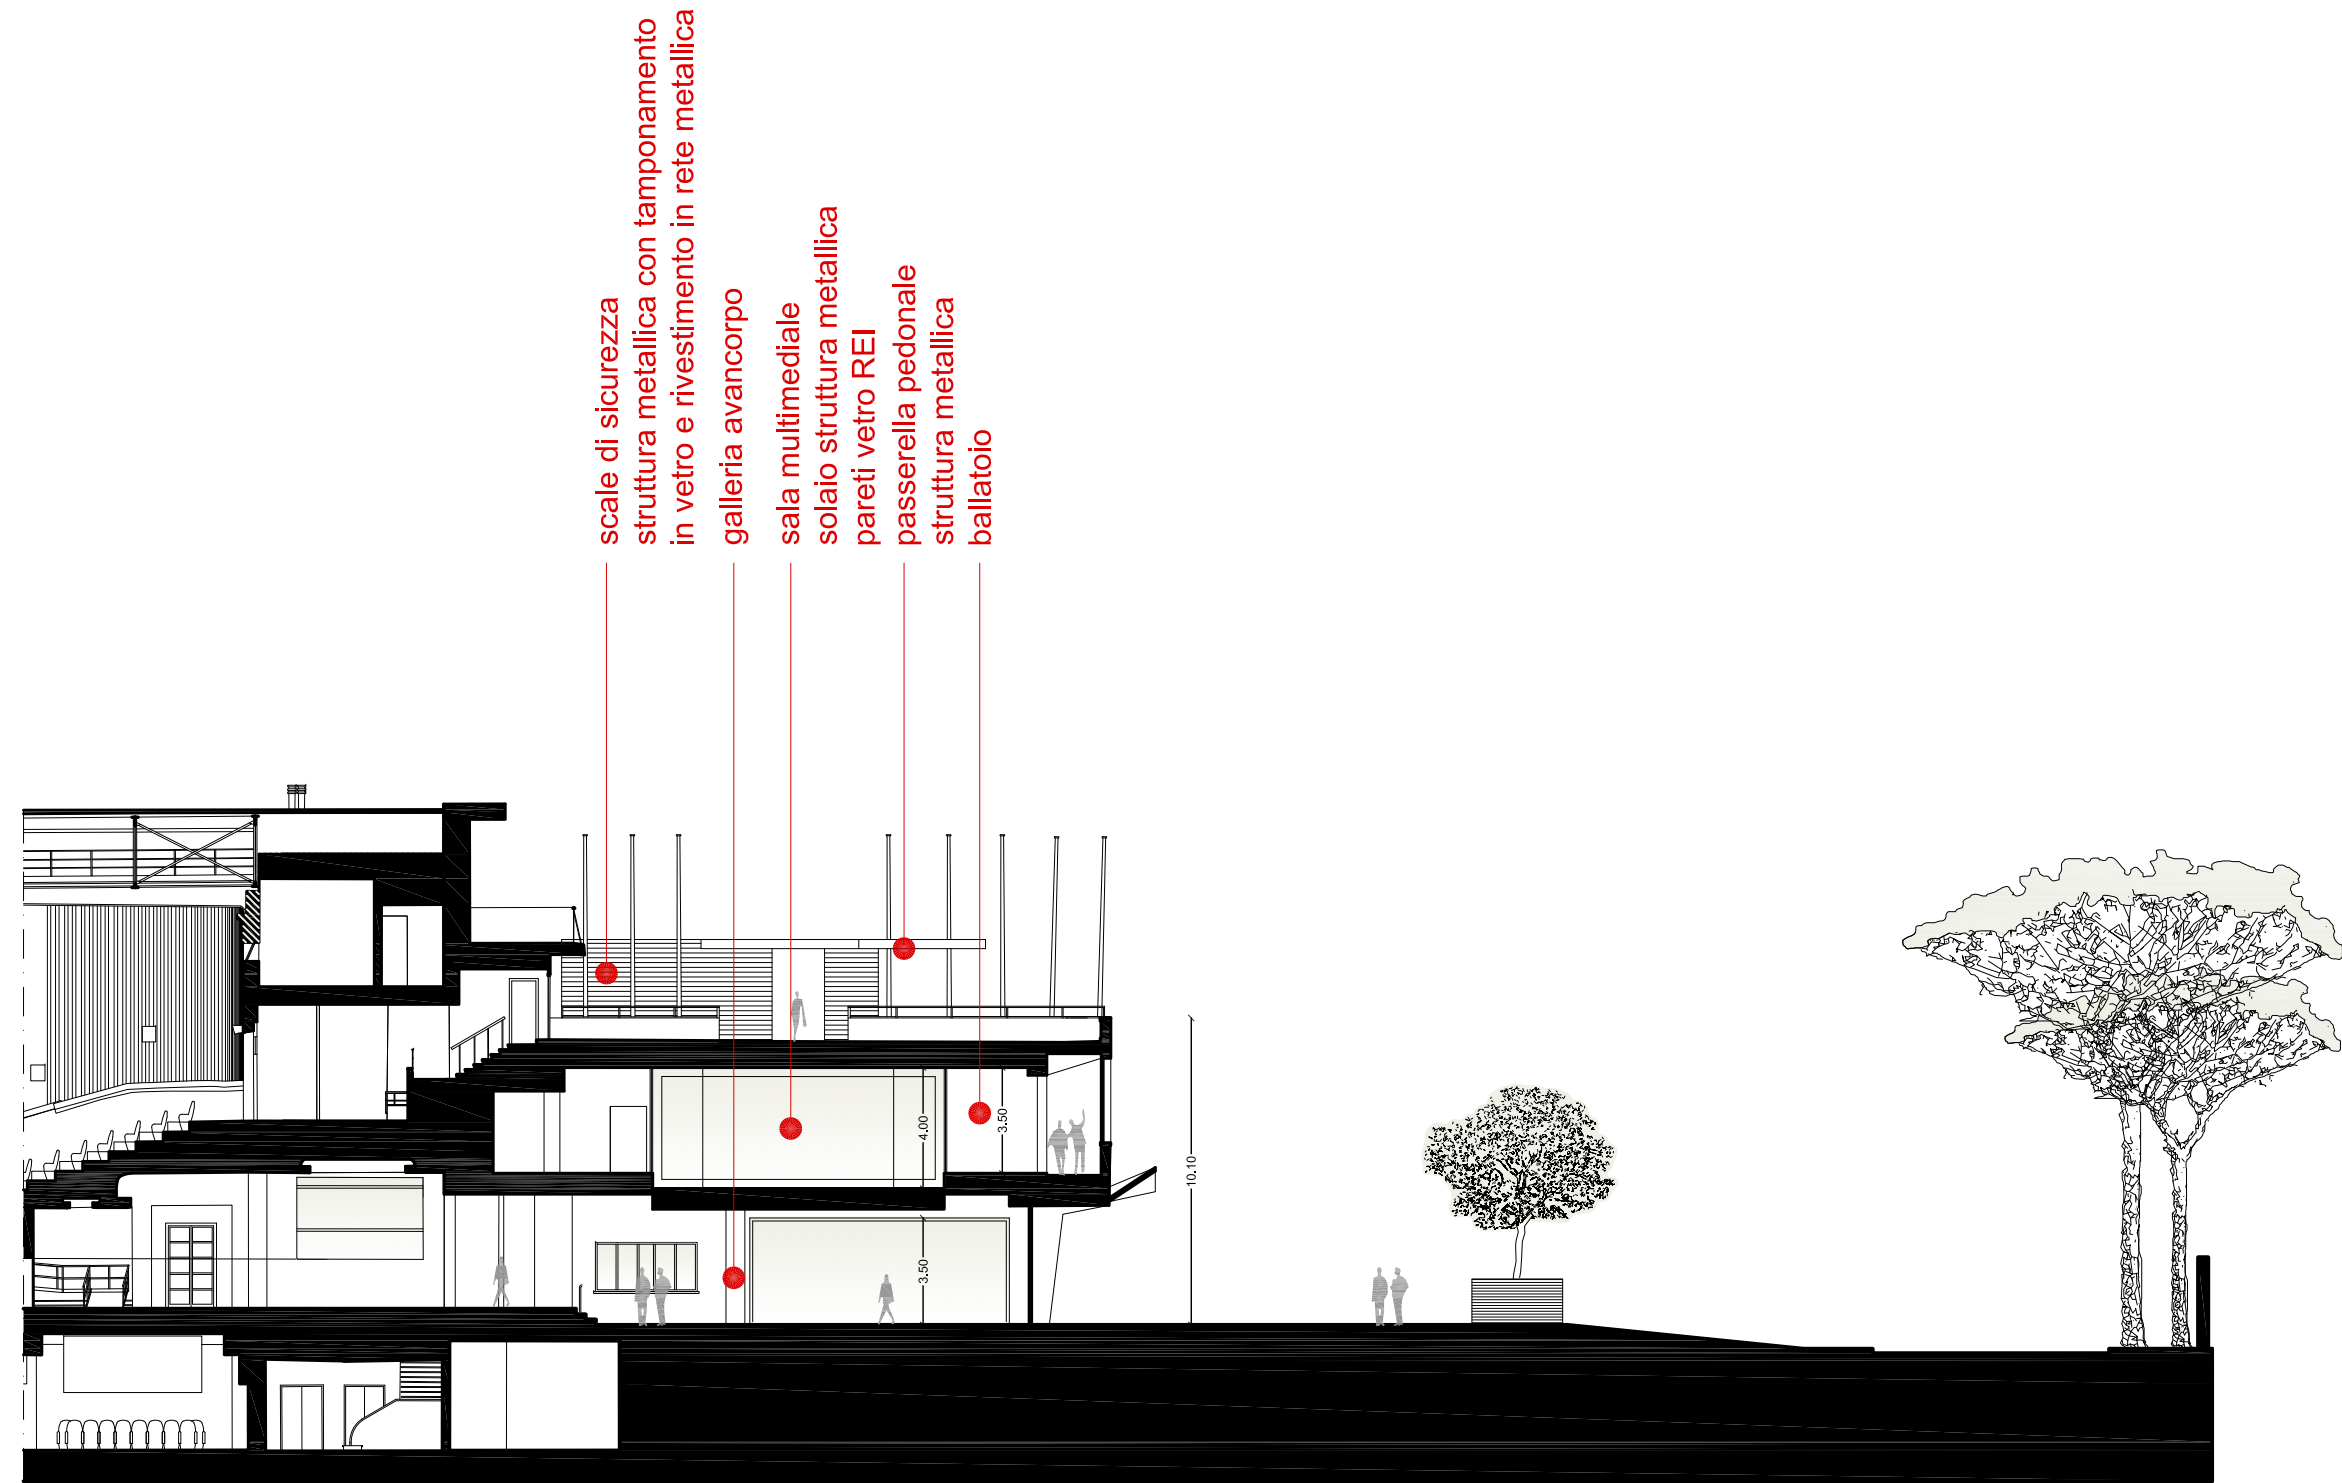 scale di sicurezza
struttura metallica con tamponamento
in vetro e rivestimento in rete metallica
galleria avancorpo
sala multimediale
solaio struttura metallica
pareti vetro REI
passerella pedonale
struttura metallica
ballatoio
4.00
3.50
10.10
3.50